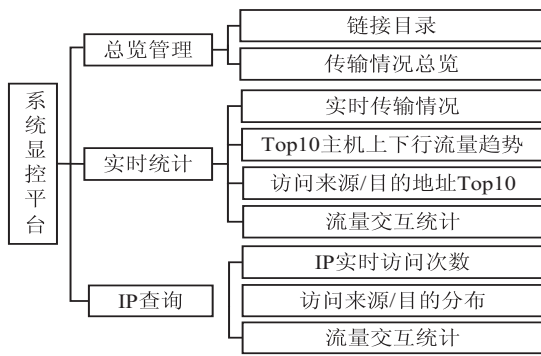 系统显控平台
总览管理
链接目录
传输情况总览
实时统计
实时传输情况
Top10主机上下行流量趋势
访问来源/目的地址Top10
流量交互统计
IP查询
IP实时访问次数
访问来源/目的分布
流量交互统计